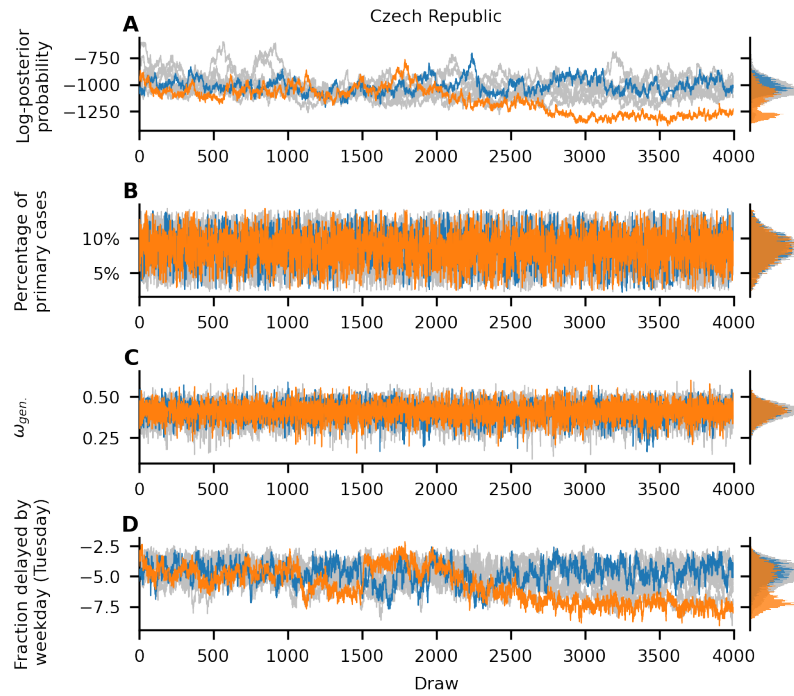 Czech Republic
A
Log-posterior
probability
−750
−1000
−1250
0 500 1000 1500 2000 2500 3000 3500 4000
B
Percentage of
primary cases
10%
5%
0 500 1000 1500 2000 2500 3000 3500 4000
C
ω_gen.
0.50
0.25
0 500 1000 1500 2000 2500 3000 3500 4000
D
Fraction delayed by
weekday (Tuesday)
−2.5
−5.0
−7.5
0 500 1000 1500 2000 2500 3000 3500 4000
Draw